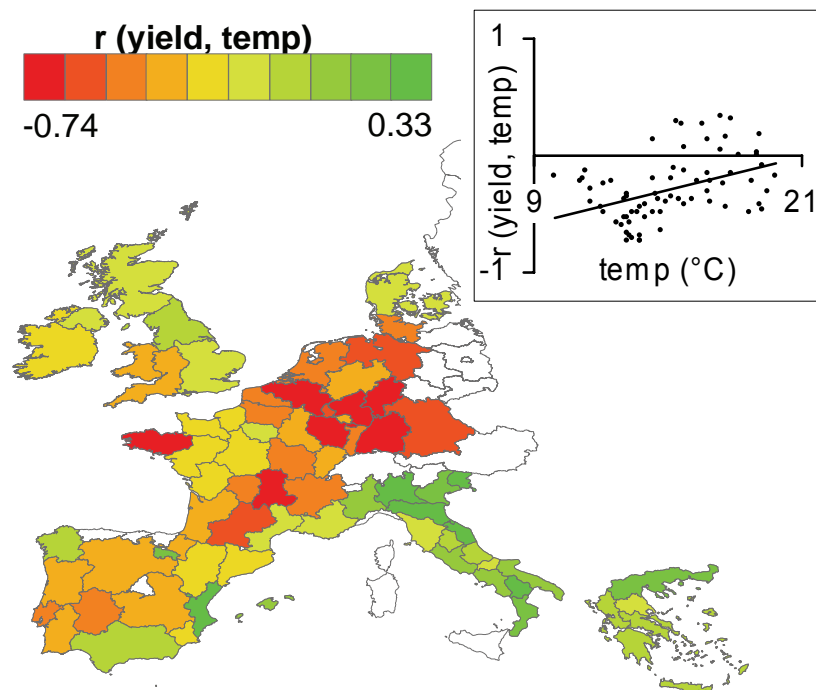 r (yield, temp)
-0.74
0.33
1
r (yield, temp)
9
21
-1
temp (°C)